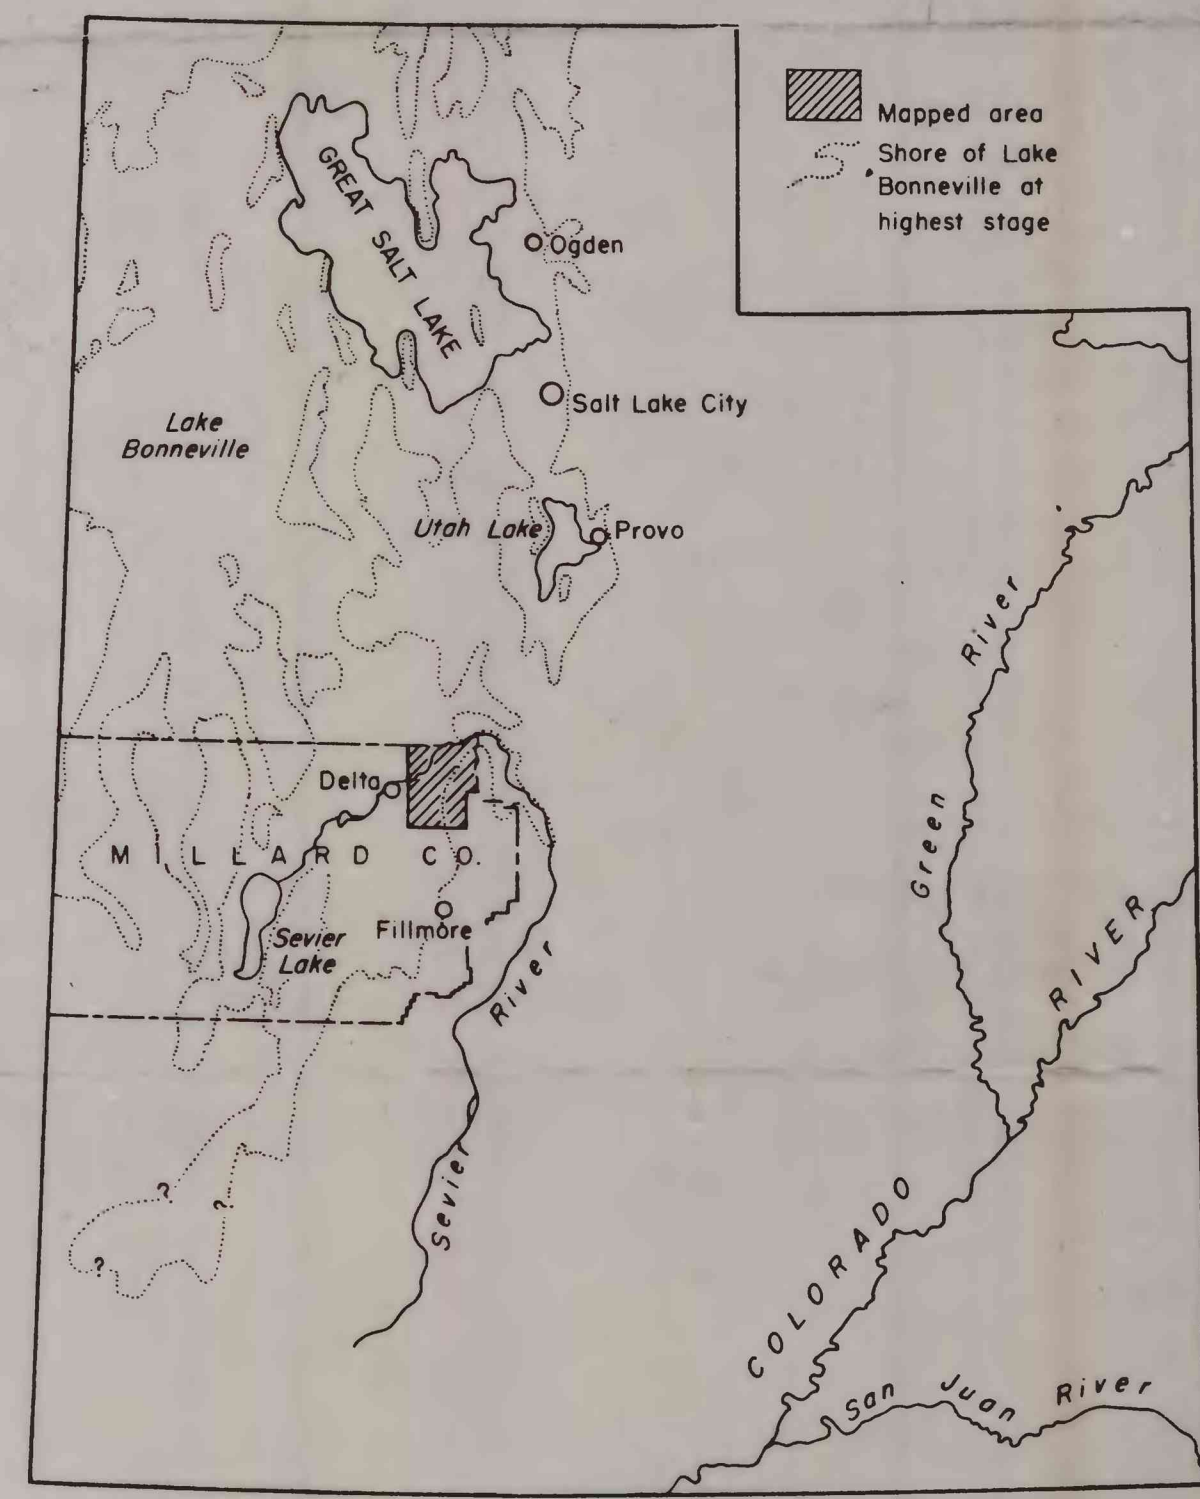 Mapped area
Shore of Lake
Bonneville at
highest stage
GREAT SALT LAKE
Ogden
Salt Lake City
Lake
Bonneville
Utah Lake
Provo
Green River
Delta
MILLARD CO.
Fillmore
Sevier
Lake
Sevier River
COLORADO RIVER
?
?
?
San Juan River